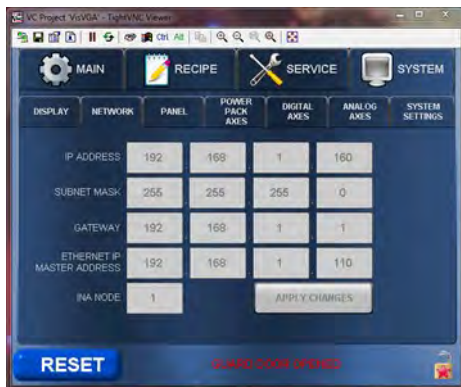 VC Project 'VisVGA' - TightVNC Viewer
Ctrl Alt
MAIN RECIPE SERVICE SYSTEM
DISPLAY NETWORK PANEL POWER PACK AXES DIGITAL AXES ANALOG AXES SYSTEM SETTINGS
IP ADDRESS 192 168 1 160
SUBNET MASK 255 255 255 0
GATEWAY 192 168 1 1
ETHERNET IP MASTER ADDRESS 192 168 1 110
INA NODE 1 APPLY CHANGES
RESET GUARD DOOR OPENED